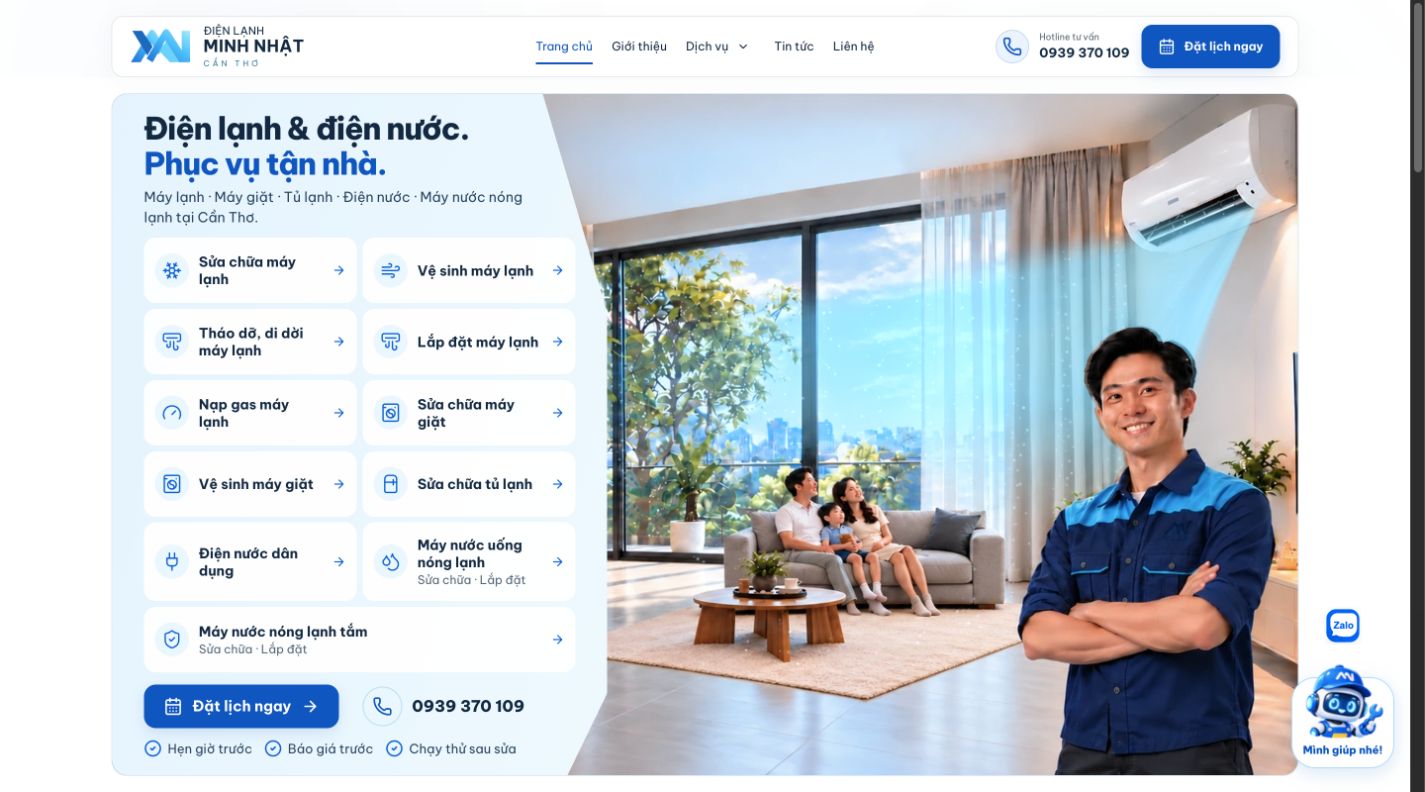 ĐIỆN LẠNH
MINH NHẬT
CẦN THƠ
Trang chủ
Giới thiệu
Dịch vụ
Tin tức
Liên hệ
Hotline tư vấn
0939 370 109
Đặt lịch ngay
Điện lạnh & điện nước.
Phục vụ tận nhà.
Máy lạnh · Máy giặt · Tủ lạnh · Điện nước · Máy nước nóng
lạnh tại Cần Thơ.
Sửa chữa máy
lạnh
Vệ sinh máy lạnh
Tháo dỡ, di dời
máy lạnh
Lắp đặt máy lạnh
Nạp gas máy
lạnh
Sửa chữa máy
giặt
Vệ sinh máy giặt
Sửa chữa tủ lạnh
Điện nước dân
dụng
Máy nước uống
nóng lạnh
Sửa chữa · Lắp đặt
Máy nước nóng lạnh tắm
Sửa chữa · Lắp đặt
Đặt lịch ngay
0939 370 109
Hẹn giờ trước
Báo giá trước
Chạy thử sau sửa
Zalo
Mình giúp nhé!